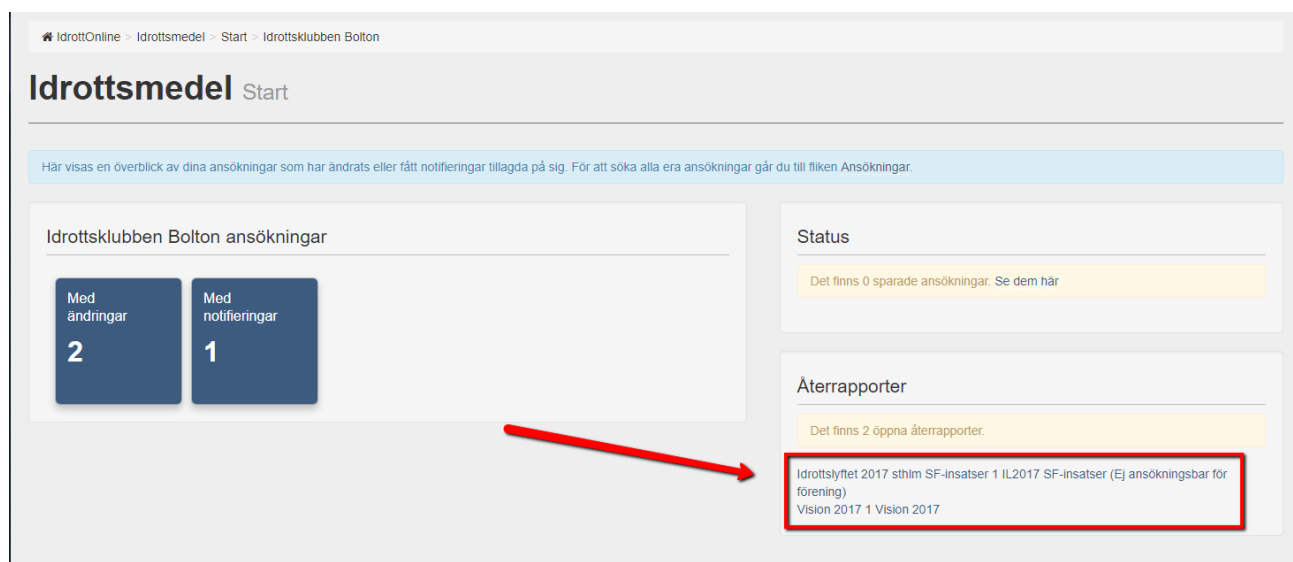 IdrottOnline > Idrottsmedel > Start > Idrottsklubben Bolton
Idrottsmedel Start
Här visas en överblick av dina ansökningar som har ändrats eller fått notifieringar tillagda på sig. För att söka alla era ansökningar går du till fliken Ansökningar.
Idrottsklubben Bolton ansökningar
Med
ändringar
2
Med
notifieringar
1
Status
Det finns 0 sparade ansökningar. Se dem här
Återrapporter
Det finns 2 öppna återrapporter.
Idrottslyftet 2017 sthlm SF-insatser 1 IL2017 SF-insatser (Ej ansökningsbar för
förening)
Vision 2017 1 Vision 2017